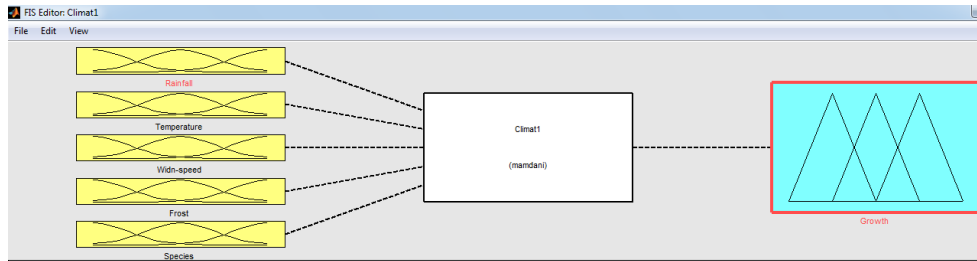 FIS Editor: Climat1
File Edit View
Rainfall
Temperature
Widn-speed
Frost
Species
Climat1
(mamdani)
Growth